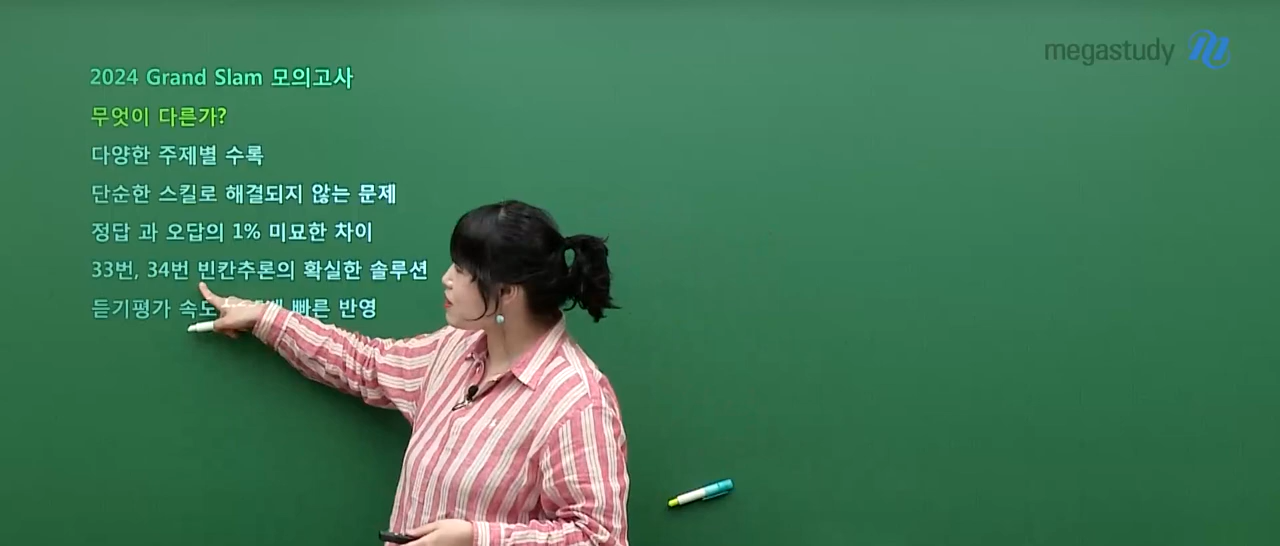 megastudy
2024 Grand Slam 모의고사
무엇이 다른가?
다양한 주제별 수록
단순한 스킬로 해결되지 않는 문제
정답 과 오답의 1% 미묘한 차이
33번, 34번 빈칸추론의 확실한 솔루션
듣기평가 빠른 반영